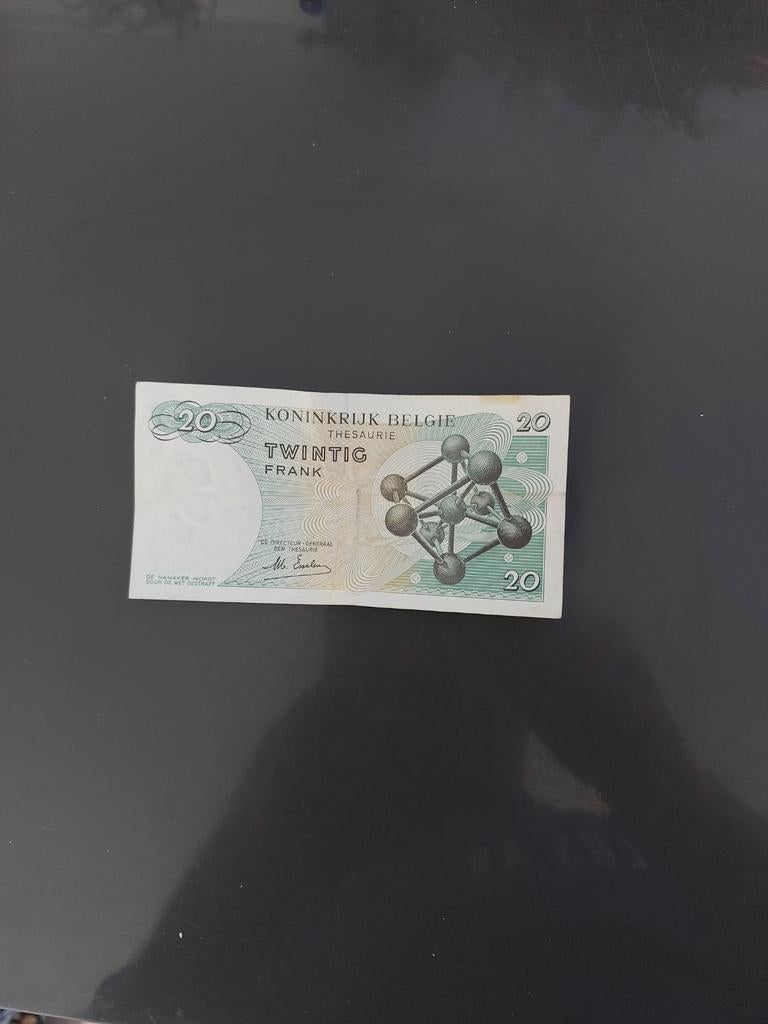 20
KONINKRIJK BELGIE
20
THESAURIE
TWINTIG
FRANK
DE DIRECTEUR-GENERAAL
DER THESAURIE
DE NAMAKER WORDT
DOOR DE WET GESTRAFT
20